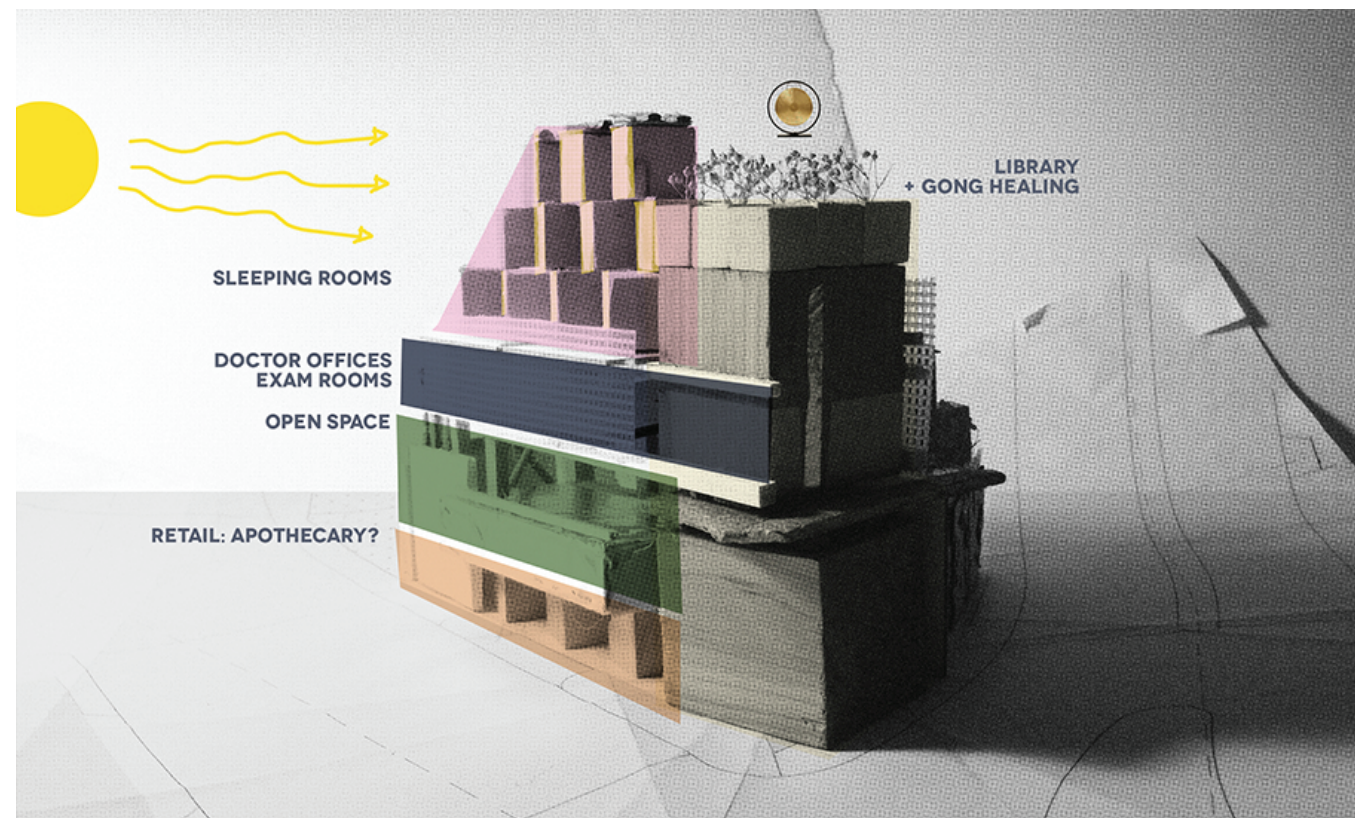 LIBRARY
+ GONG HEALING
SLEEPING ROOMS
DOCTOR OFFICES
EXAM ROOMS
OPEN SPACE
RETAIL: APOTHECARY?